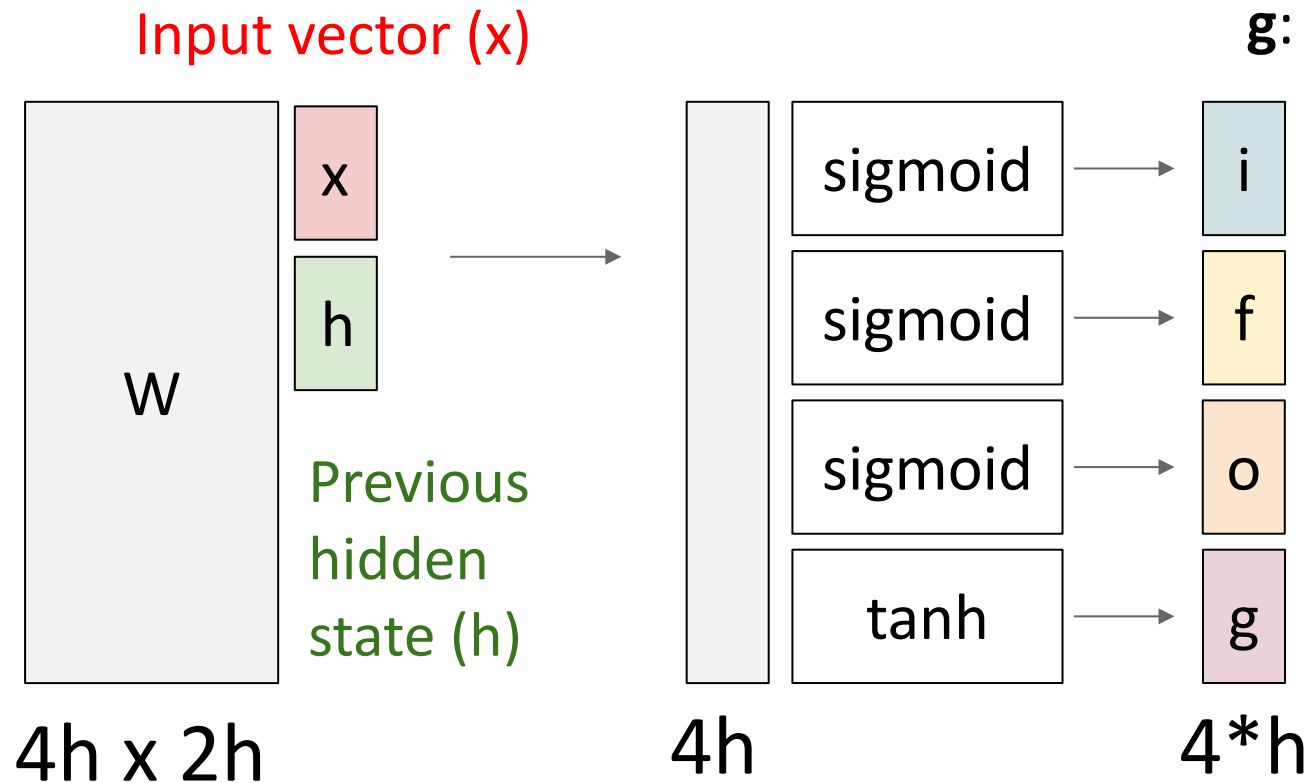 Input vector (x)
g:
x
h
W
Previous
hidden
state (h)
sigmoid
i
sigmoid
f
sigmoid
o
tanh
g
4h x 2h
4h
4*h